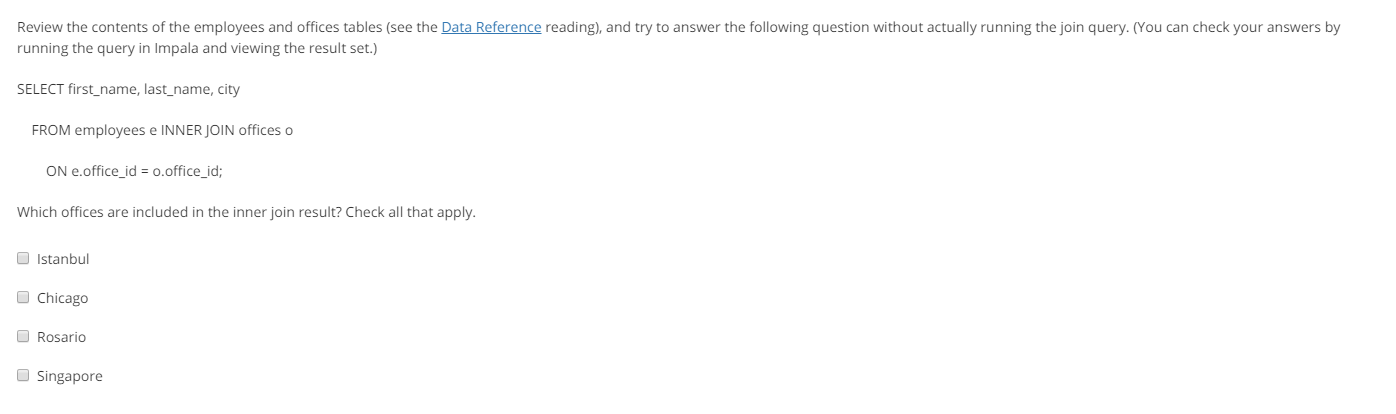 Review the contents of the employees and offices tables (see the Data Reference reading), and try to answer the following question without actually running the join query. (You can check your answers by
running the query in Impala and viewing the result set.)
SELECT first_name, last_name, city
FROM employees e INNER JOIN offices o
ON e.office_id = o.office_id;
Which offices are included in the inner join result? Check all that apply.
Istanbul
Chicago
Rosario
Singapore